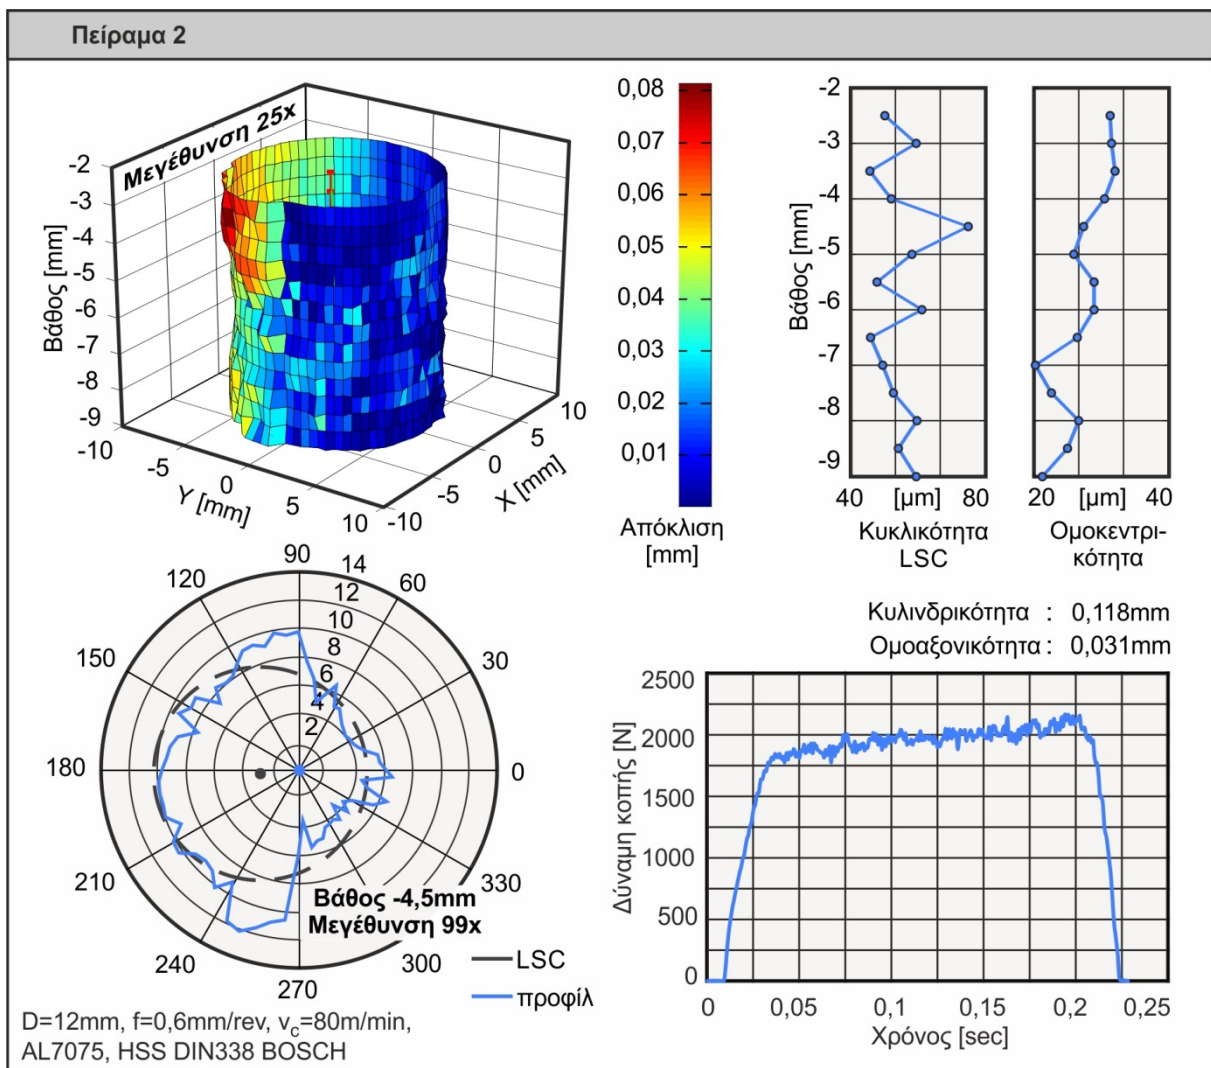 Πείραμα 2
Μεγέθυνση 25x
-2
-3
-4
-5
-6
-7
-8
-9
Βάθος [mm]
-10
-5
0
5
10
Y [mm]
-10
-5
0
5
10
X [mm]
0,08
0,07
0,06
0,05
0,04
0,03
0,02
0,01
Απόκλιση
[mm]
-2
-3
-4
-5
-6
-7
-8
-9
Βάθος [mm]
40 [µm] 80
Κυκλικότητα
LSC
20 [µm] 40
Ομοκεντρι-
κότητα
Κυλινδρικότητα : 0,118mm
Ομοαξονικότητα : 0,031mm
90
120
150
180
210
240
270
300
330
0
30
60
14
12
10
8
6
4
2
Βάθος -4,5mm
Μεγέθυνση 99x
LSC
προφίλ
2500
2000
1500
1000
500
0
Δύναμη κοπής [N]
0 0,05 0,1 0,15 0,2 0,25
Χρόνος [sec]
D=12mm, f=0,6mm/rev, vc=80m/min,
AL7075, HSS DIN338 BOSCH